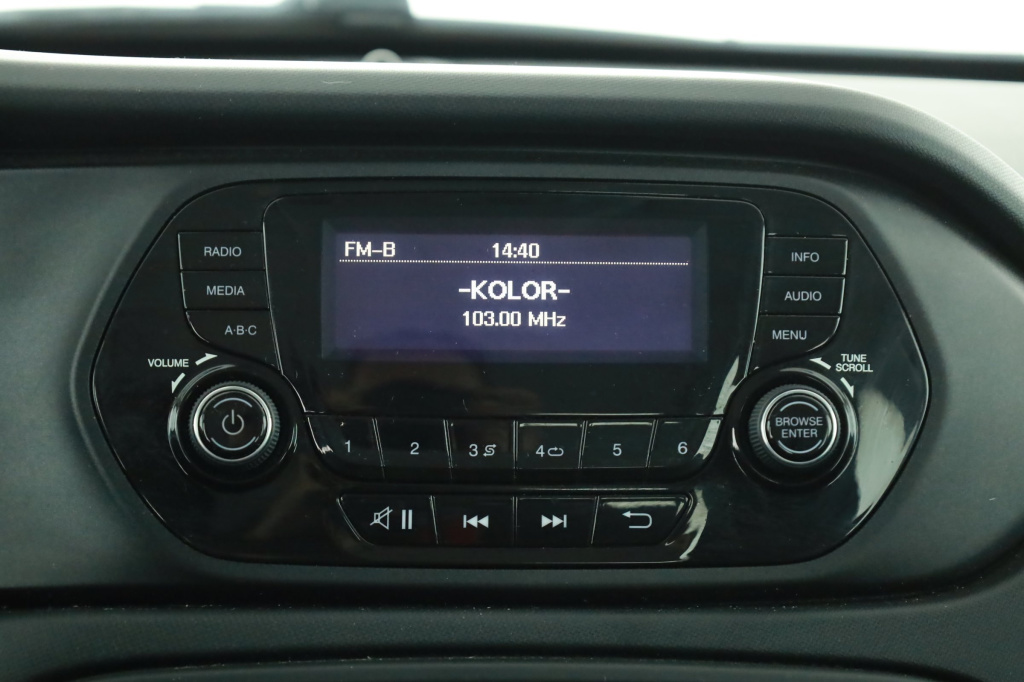 FM-B 14:40
-KOLOR-
103.00 MHz
RADIO
MEDIA
A·B·C
VOLUME
INFO
AUDIO
MENU
TUNE
SCROLL
BROWSE
ENTER
1 2 3 4 5 6